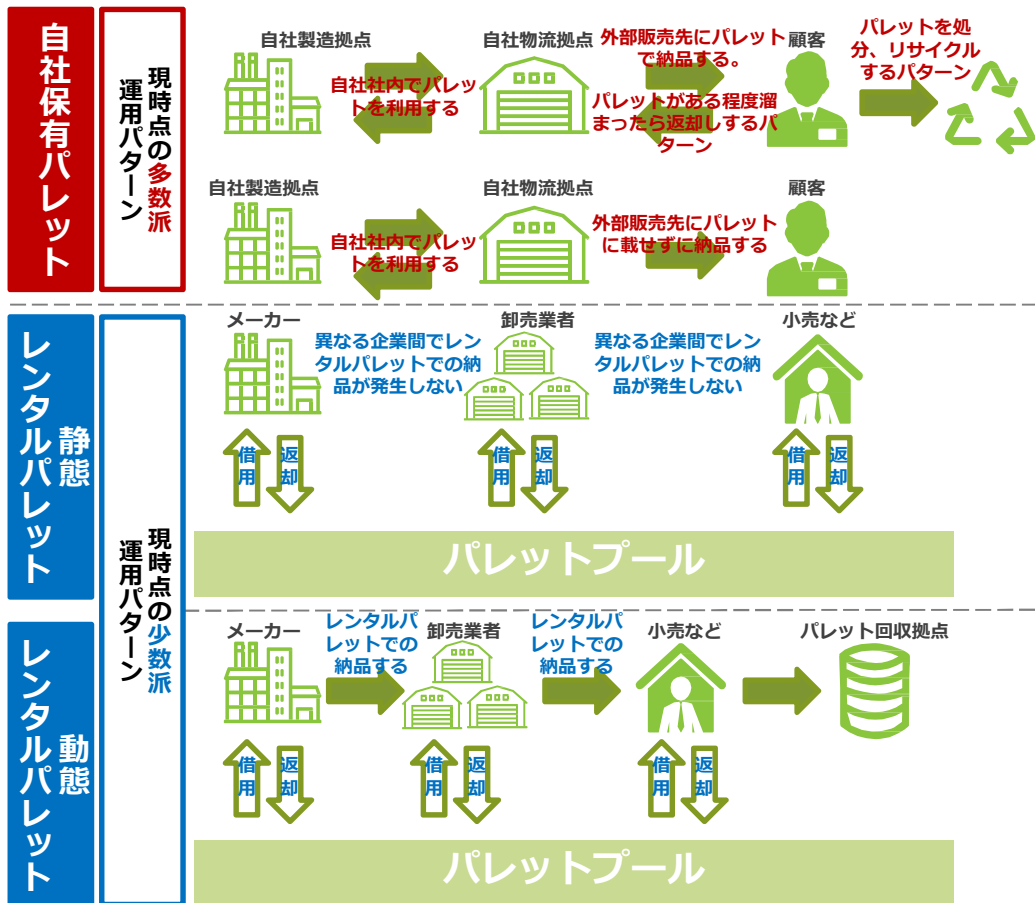 自社保有パレット
現時点の多数派
運用パターン
自社製造拠点
自社社内でパレッ
トを利用する
自社物流拠点
外部販売先にパレット
で納品する。
パレットがある程度溜
まったら返却しするパ
ターン
顧客
パレットを処
分、リサイクル
するパターン
自社製造拠点
自社社内でパレッ
トを利用する
自社物流拠点
外部販売先にパレット
に載せずに納品する
顧客
静態
レンタルパレット
現時点の少数派
運用パターン
メーカー
異なる企業間でレン
タルパレットでの納
品が発生しない
卸売業者
異なる企業間でレン
タルパレットでの納
品が発生しない
小売など
借用
返却
借用
返却
借用
返却
パレットプール
動態
レンタルパレット
メーカー
レンタルパ
レットでの
納品する
卸売業者
レンタルパ
レットでの
納品する
小売など
パレット回収拠点
借用
返却
借用
返却
借用
返却
パレットプール